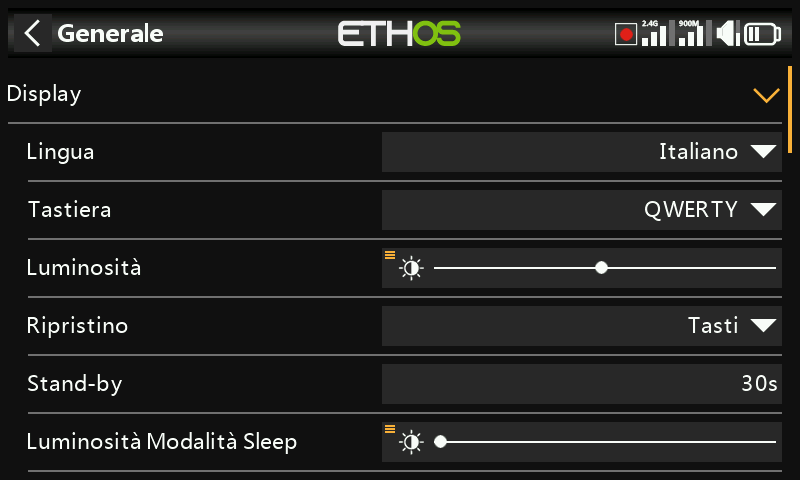 Generale
ETHOS
2.4G
900M
Display
Lingua
Italiano
Tastiera
QWERTY
Luminosità
Ripristino
Tasti
Stand-by
30s
Luminosità Modalità Sleep